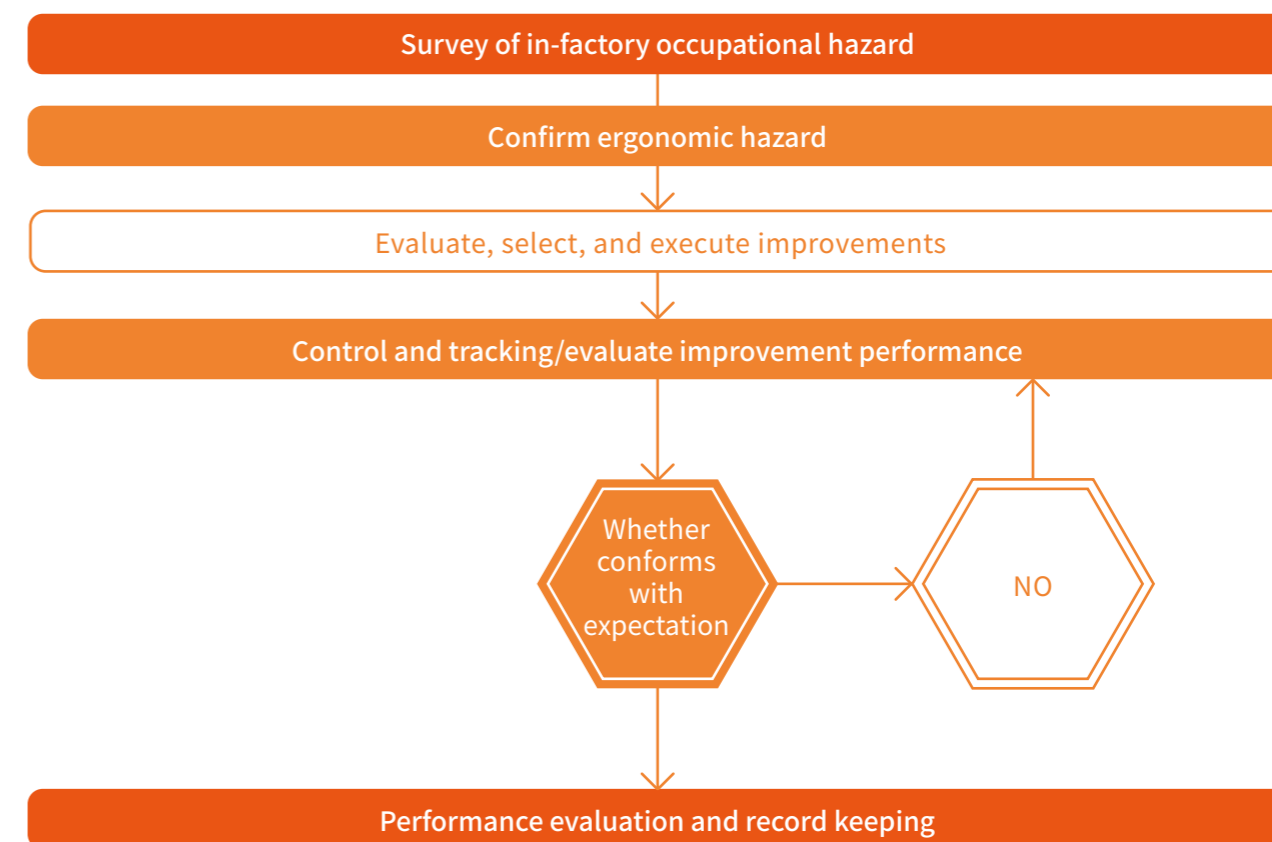 Survey of in-factory occupational hazard
Confirm ergonomic hazard
Evaluate, select, and execute improvements
Control and tracking/evaluate improvement performance
Whether
conforms
with
expectation
NO
Performance evaluation and record keeping